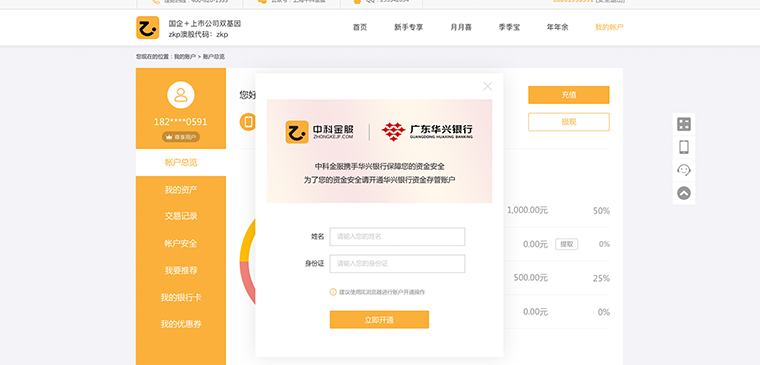 国企＋上市公司双基因
zkp澳股代码：zkp
首页
新手专享
月月喜
季季宝
年年余
我的帐户
您现在的位置：我的账户 > 账户总览
182****0591
尊享用户
帐户总览
我的资产
交易记录
帐户安全
我要推荐
我的银行卡
我的优惠券
您好
充值
提现
中科金服
ZHONGKEJF.COM
广东华兴银行
GUANGDONG HUAXING BANKING
中科金服携手华兴银行保障您的资金安全
为了您的资金安全请开通华兴银行资金存管账户
姓名
请输入您的姓名
身份证
请输入您的身份证
建议使用IE浏览器进行账户开通操作
立即开通
1,000.00元
50%
0.00元
提取
0%
500.00元
25%
0.00元
0%